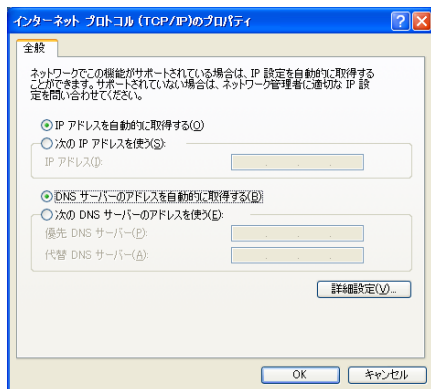 インターネット プロトコル (TCP/IP)のプロパティ
全般
ネットワークでこの機能がサポートされている場合は、IP 設定を自動的に取得する
ことができます。サポートされていない場合は、ネットワーク管理者に適切な IP 設
定を問い合わせてください。
IP アドレスを自動的に取得する(O)
次の IP アドレスを使う(S):
IP アドレス(I):
DNS サーバーのアドレスを自動的に取得する(B)
次の DNS サーバーのアドレスを使う(E):
優先 DNS サーバー(P):
代替 DNS サーバー(A):
詳細設定(V)...
OK
キャンセル